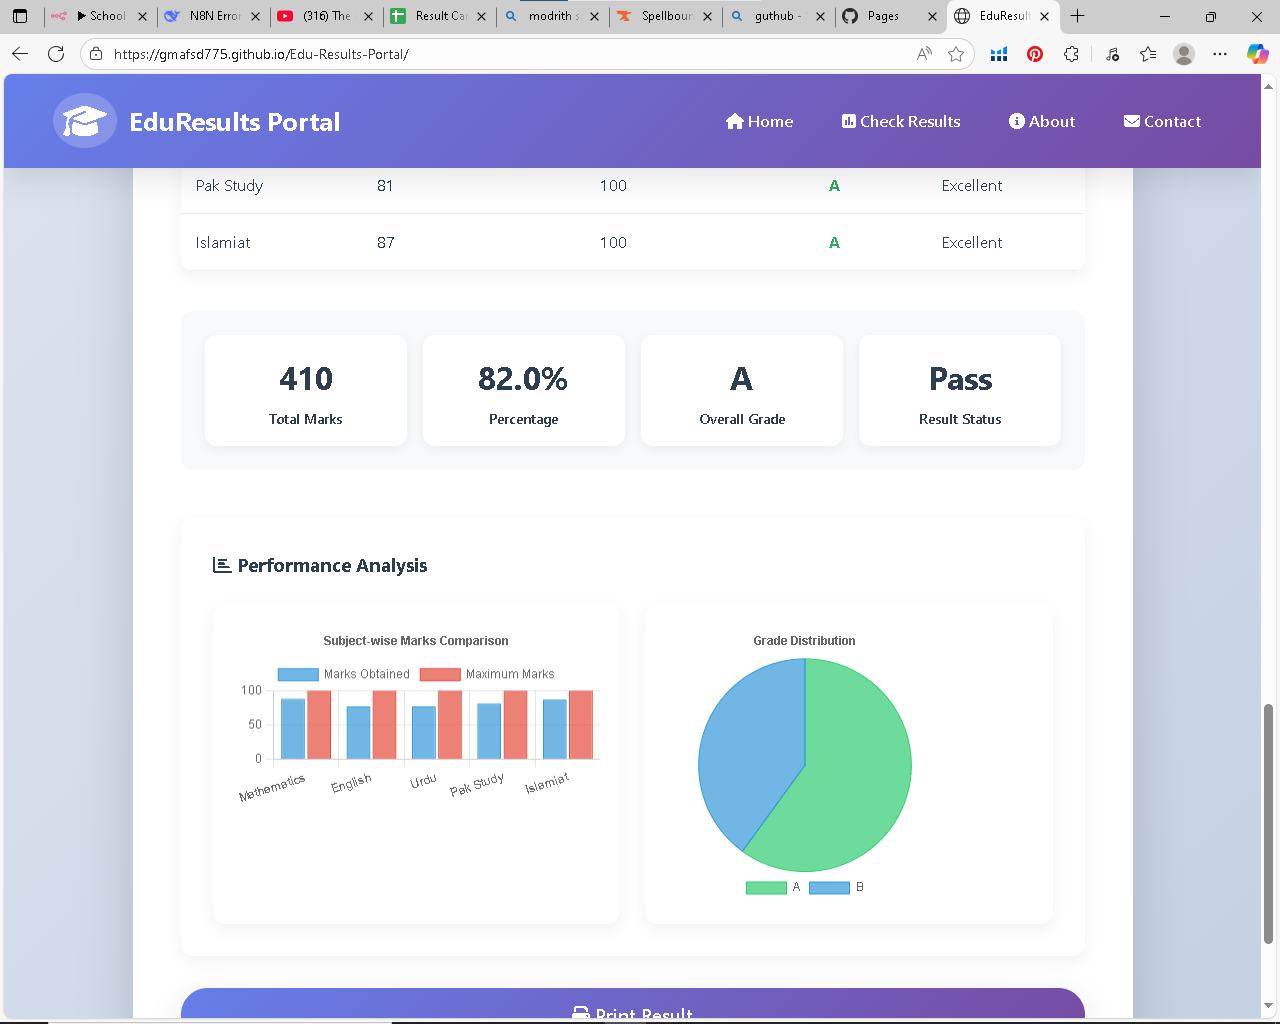 School
N8N Error
(316) The
Result Ca
modrith s
Spellboun
guthub -
Pages
EduResult
https://gmafsd775.github.io/Edu-Results-Portal/
EduResults Portal
Home
Check Results
About
Contact
Pak Study 81 100 A Excellent
Islamiat 87 100 A Excellent
410
Total Marks
82.0%
Percentage
A
Overall Grade
Pass
Result Status
Performance Analysis
Subject-wise Marks Comparison
Marks Obtained Maximum Marks
100
50
0
Mathematics English Urdu Pak Study Islamiat
Grade Distribution
A B
Print Result